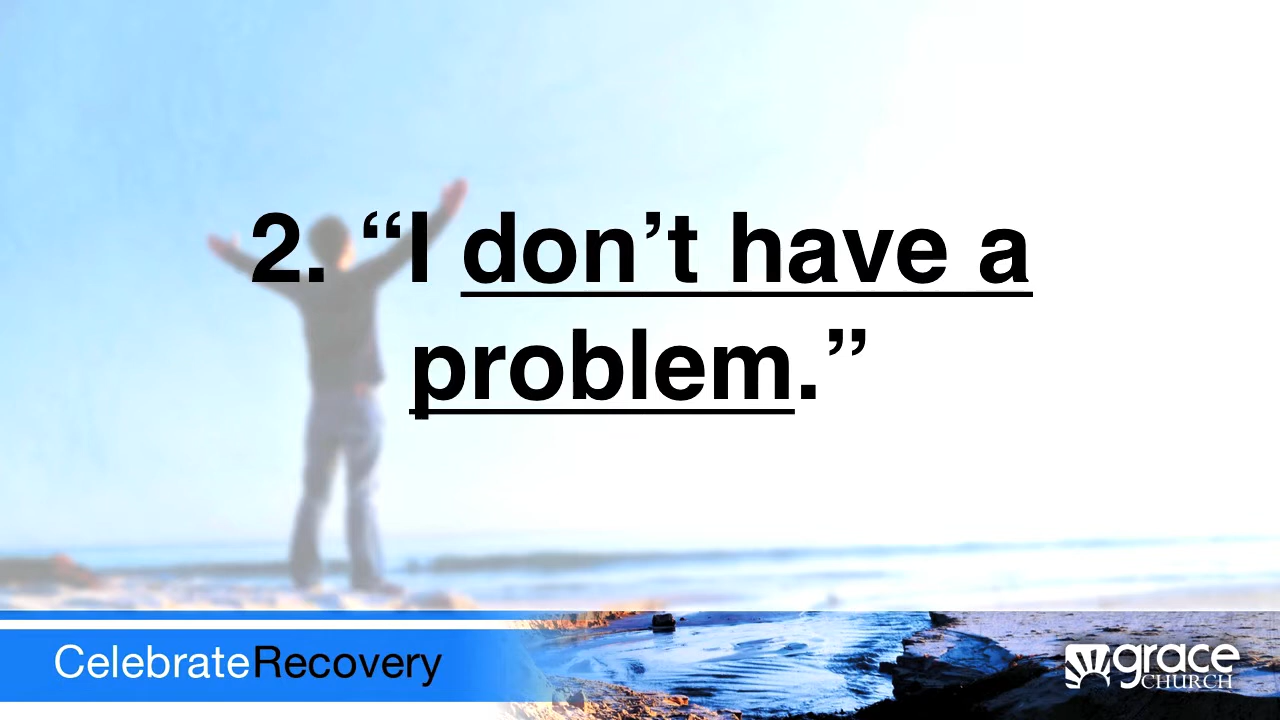 2. “I don’t have a
problem.”
CelebrateRecovery
grace
CHURCH